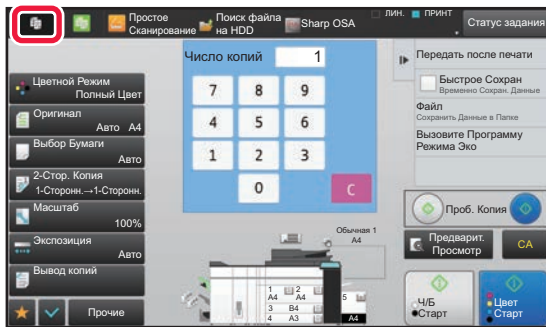 Простое
Сканирование
Поиск файла
на HDD
Sharp OSA
ЛИН.
ПРИНТ
Статус задания
Число копий
1
Цветной Режим
Полный Цвет
Оригинал
Авто A4
Выбор Бумаги
Авто
2-Стор. Копия
1-Сторонн.→1-Сторонн.
Масштаб
100%
Экспозиция
Авто
Вывод копий
Прочие
7 8 9
4 5 6
1 2 3
0 C
Обычная 1
A4
1 2
A4 A4
3 B4
4 A3
5
A4
Передать после печати
Быстрое Сохран
Временно Сохран. Данные
Файл
Сохранить Данные в Папке
Вызовите Программу
Режима Эко
Проб. Копия
Предварит.
Просмотр
CA
Ч/Б
Старт
Цвет
Старт